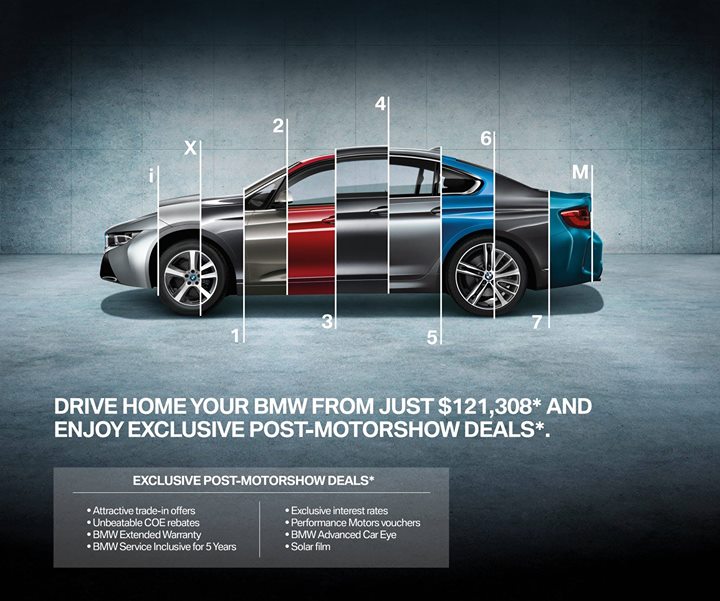 i
X
1
2
3
4
5
6
7
M
DRIVE HOME YOUR BMW FROM JUST $121,308* AND
ENJOY EXCLUSIVE POST-MOTORSHOW DEALS*.
EXCLUSIVE POST-MOTORSHOW DEALS*
• Attractive trade-in offers
• Unbeatable COE rebates
• BMW Extended Warranty
• BMW Service Inclusive for 5 Years
• Exclusive interest rates
• Performance Motors vouchers
• BMW Advanced Car Eye
• Solar film